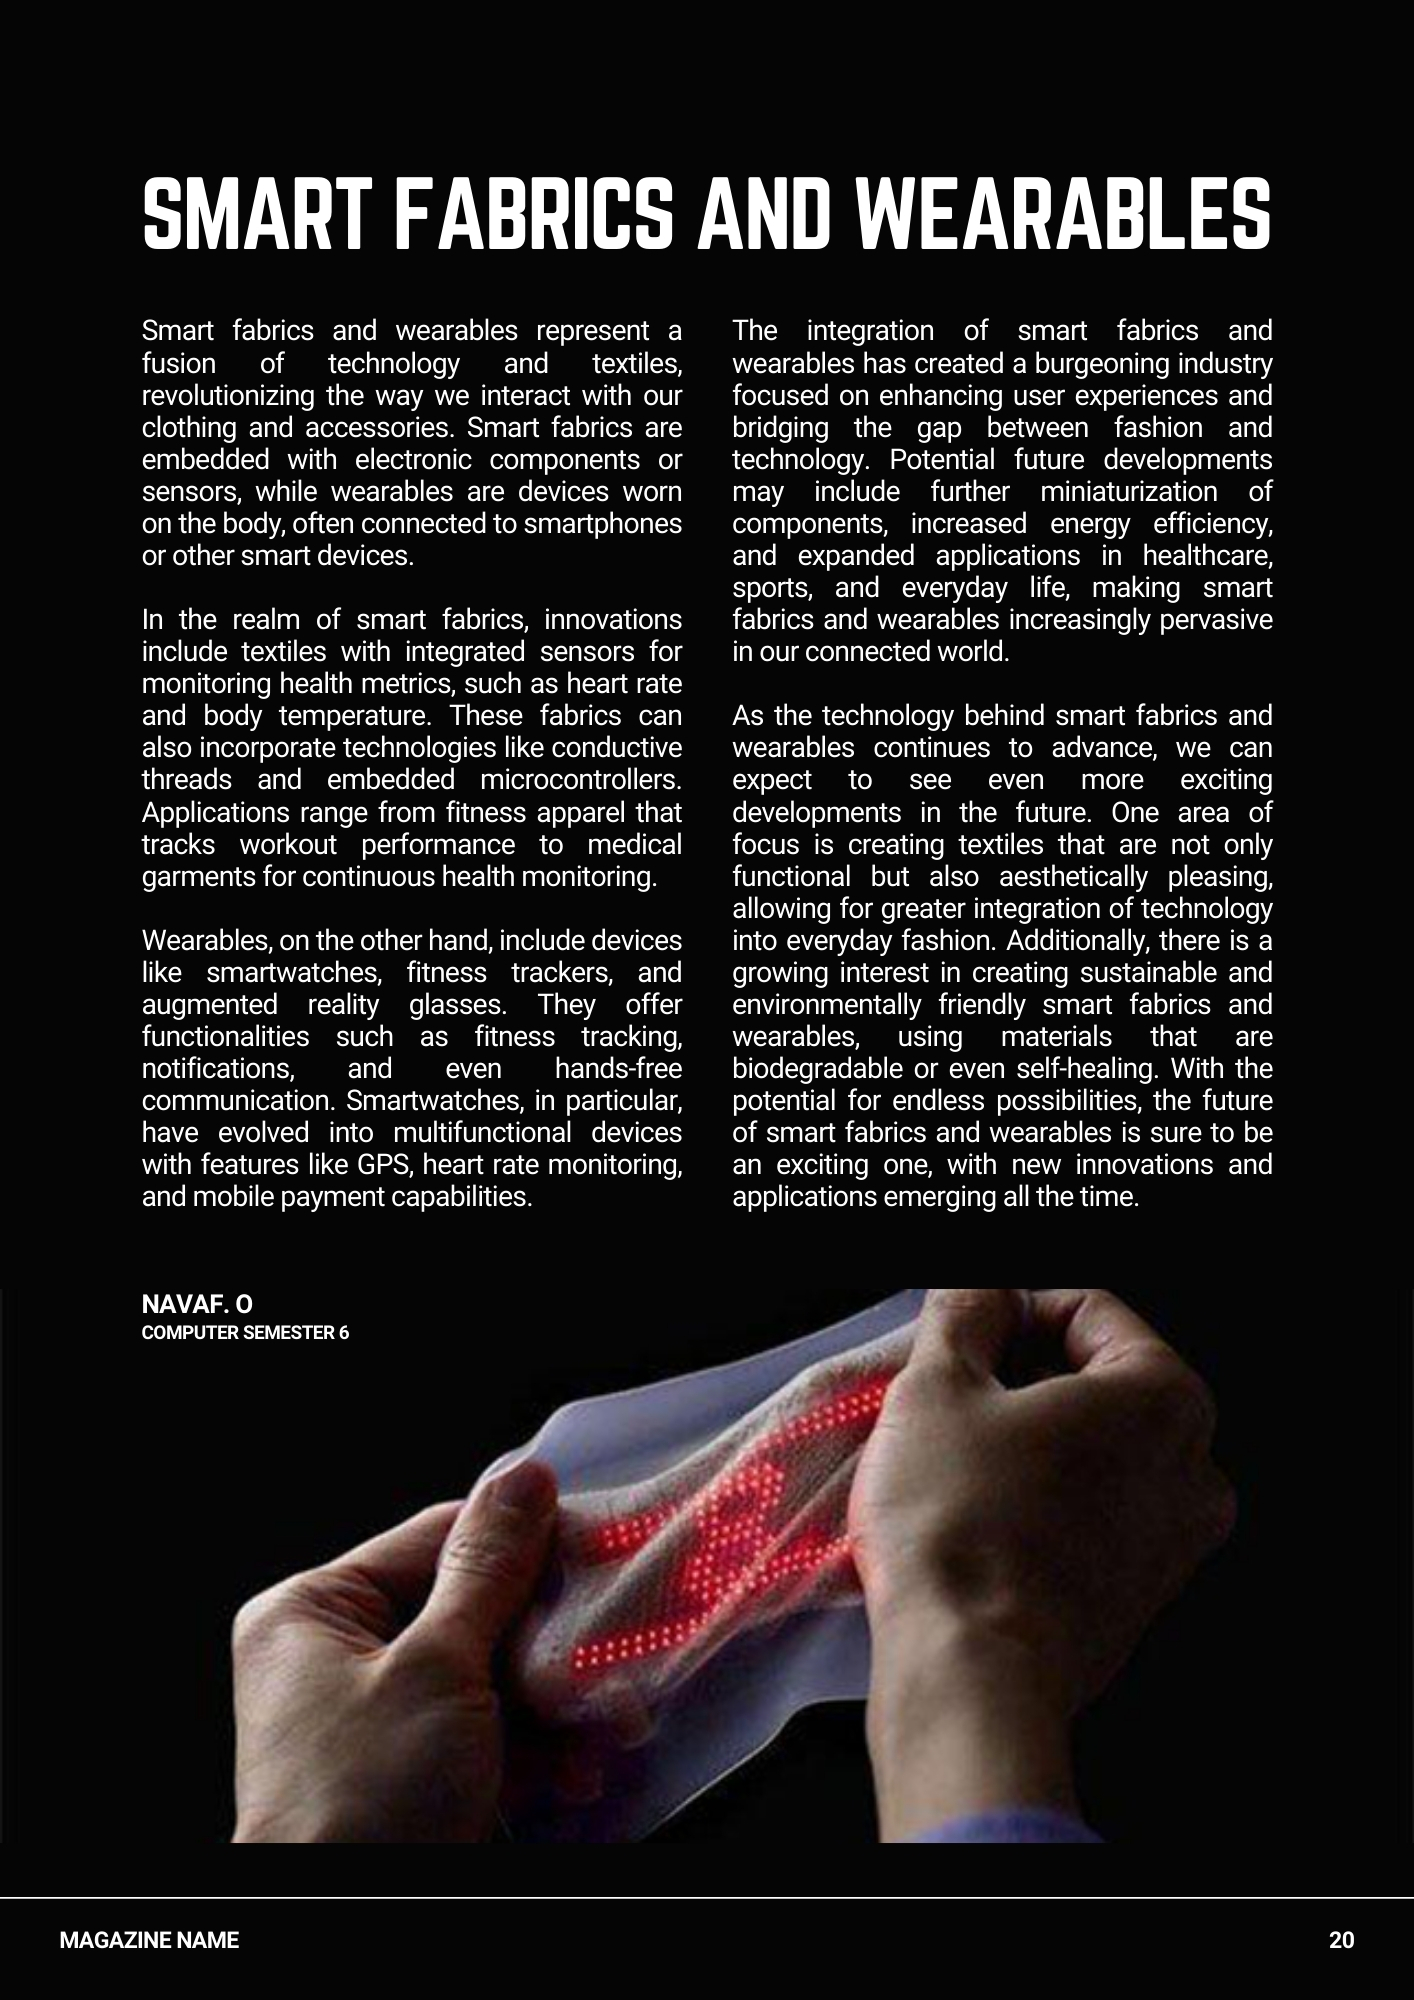 SMART FABRICS AND WEARABLES
Smart fabrics and wearables represent a
fusion of technology and textiles,
revolutionizing the way we interact with our
clothing and accessories. Smart fabrics are
embedded with electronic components or
sensors, while wearables are devices worn
on the body, often connected to smartphones
or other smart devices.
In the realm of smart fabrics, innovations
include textiles with integrated sensors for
monitoring health metrics, such as heart rate
and body temperature. These fabrics can
also incorporate technologies like conductive
threads and embedded microcontrollers.
Applications range from fitness apparel that
tracks workout performance to medical
garments for continuous health monitoring.
Wearables, on the other hand, include devices
like smartwatches, fitness trackers, and
augmented reality glasses. They offer
functionalities such as fitness tracking,
notifications, and even hands-free
communication. Smartwatches, in particular,
have evolved into multifunctional devices
with features like GPS, heart rate monitoring,
and mobile payment capabilities.
The integration of smart fabrics and
wearables has created a burgeoning industry
focused on enhancing user experiences and
bridging the gap between fashion and
technology. Potential future developments
may include further miniaturization of
components, increased energy efficiency,
and expanded applications in healthcare,
sports, and everyday life, making smart
fabrics and wearables increasingly pervasive
in our connected world.
As the technology behind smart fabrics and
wearables continues to advance, we can
expect to see even more exciting
developments in the future. One area of
focus is creating textiles that are not only
functional but also aesthetically pleasing,
allowing for greater integration of technology
into everyday fashion. Additionally, there is a
growing interest in creating sustainable and
environmentally friendly smart fabrics and
wearables, using materials that are
biodegradable or even self-healing. With the
potential for endless possibilities, the future
of smart fabrics and wearables is sure to be
an exciting one, with new innovations and
applications emerging all the time.
NAVAF. O
COMPUTER SEMESTER 6
MAGAZINE NAME
20